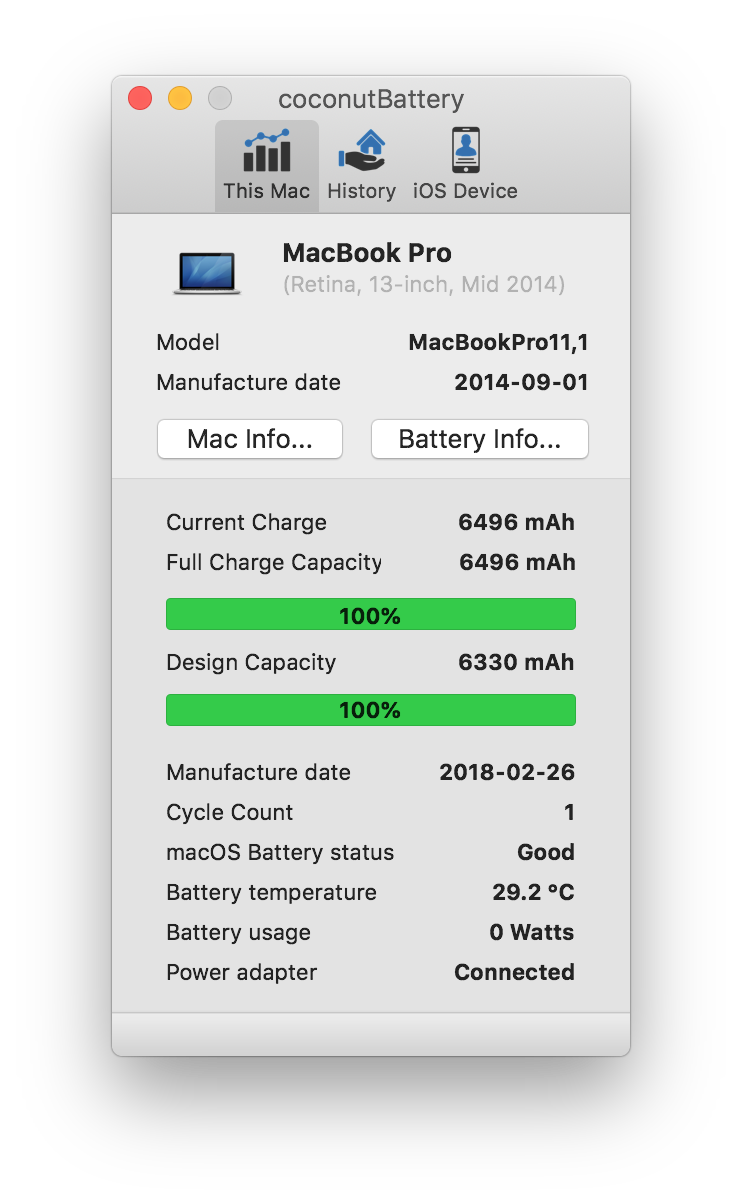 coconutBattery
This Mac History iOS Device
MacBook Pro
(Retina, 13-inch, Mid 2014)
Model MacBookPro11,1
Manufacture date 2014-09-01
Mac Info... Battery Info...
Current Charge 6496 mAh
Full Charge Capacity 6496 mAh
100%
Design Capacity 6330 mAh
100%
Manufacture date 2018-02-26
Cycle Count 1
macOS Battery status Good
Battery temperature 29.2 °C
Battery usage 0 Watts
Power adapter Connected